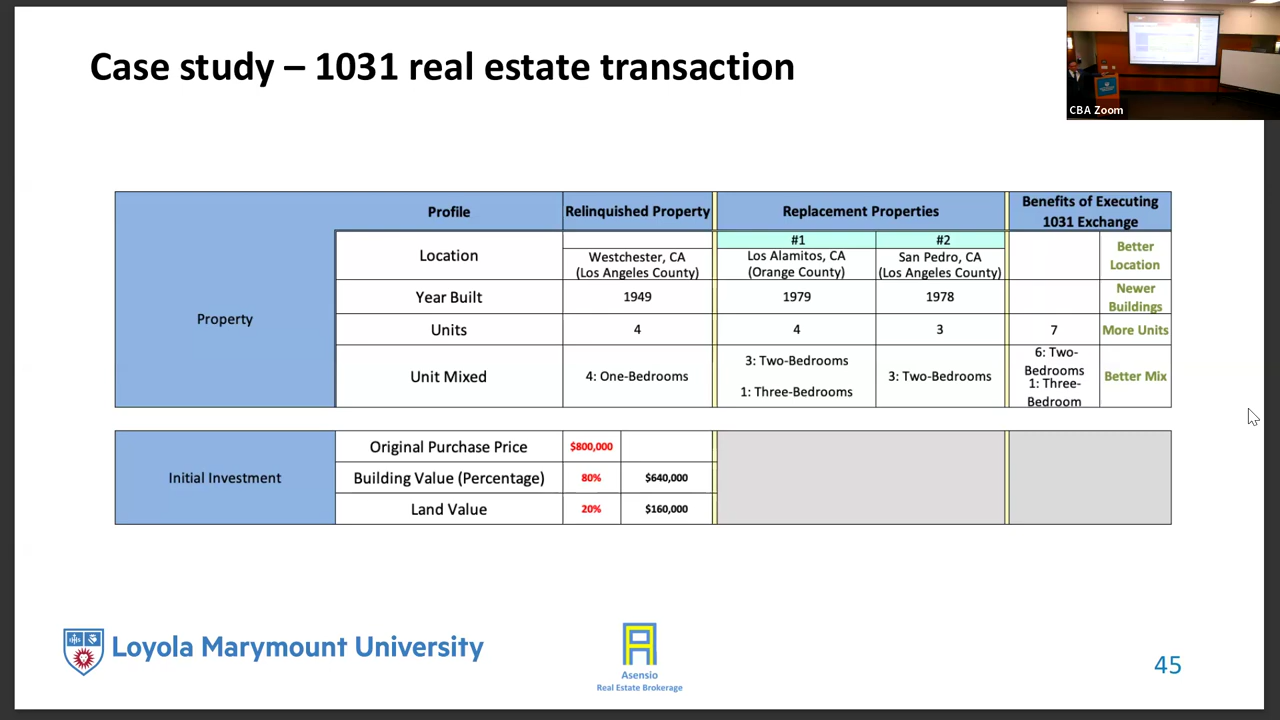 Case study – 1031 real estate transaction
CBA Zoom
Profile
Relinquished Property
Replacement Properties
Benefits of Executing
1031 Exchange
Property
Location
Westchester, CA
(Los Angeles County)
#1
Los Alamitos, CA
(Orange County)
#2
San Pedro, CA
(Los Angeles County)
Better
Location
Year Built
1949
1979
1978
Newer
Buildings
Units
4
4
3
7
More Units
Unit Mixed
4: One-Bedrooms
3: Two-Bedrooms
1: Three-Bedrooms
3: Two-Bedrooms
6: Two-
Bedrooms
1: Three-
Bedroom
Better Mix
Initial Investment
Original Purchase Price
$800,000
Building Value (Percentage)
80%
$640,000
Land Value
20%
$160,000
Loyola Marymount University
Asensio
Real Estate Brokerage
45